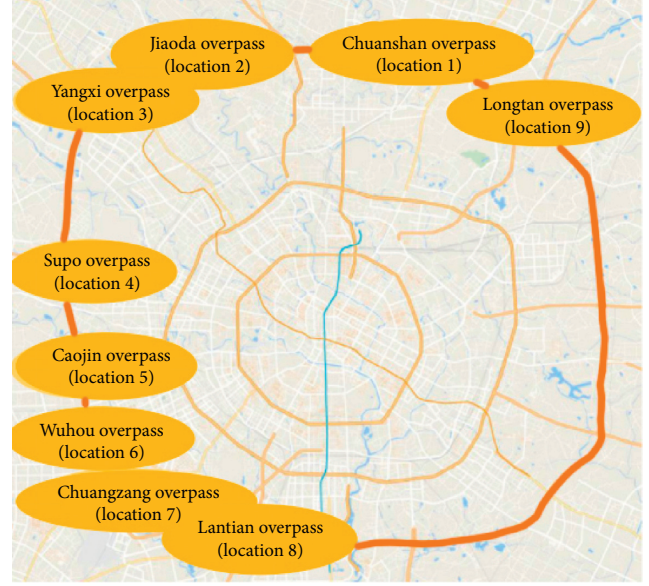 Jiaoda overpass
(location 2)
Chuanshan overpass
(location 1)
Yangxi overpass
(location 3)
Longtan overpass
(location 9)
Supo overpass
(location 4)
Caojin overpass
(location 5)
Wuhou overpass
(location 6)
Chuangzang overpass
(location 7)
Lantian overpass
(location 8)